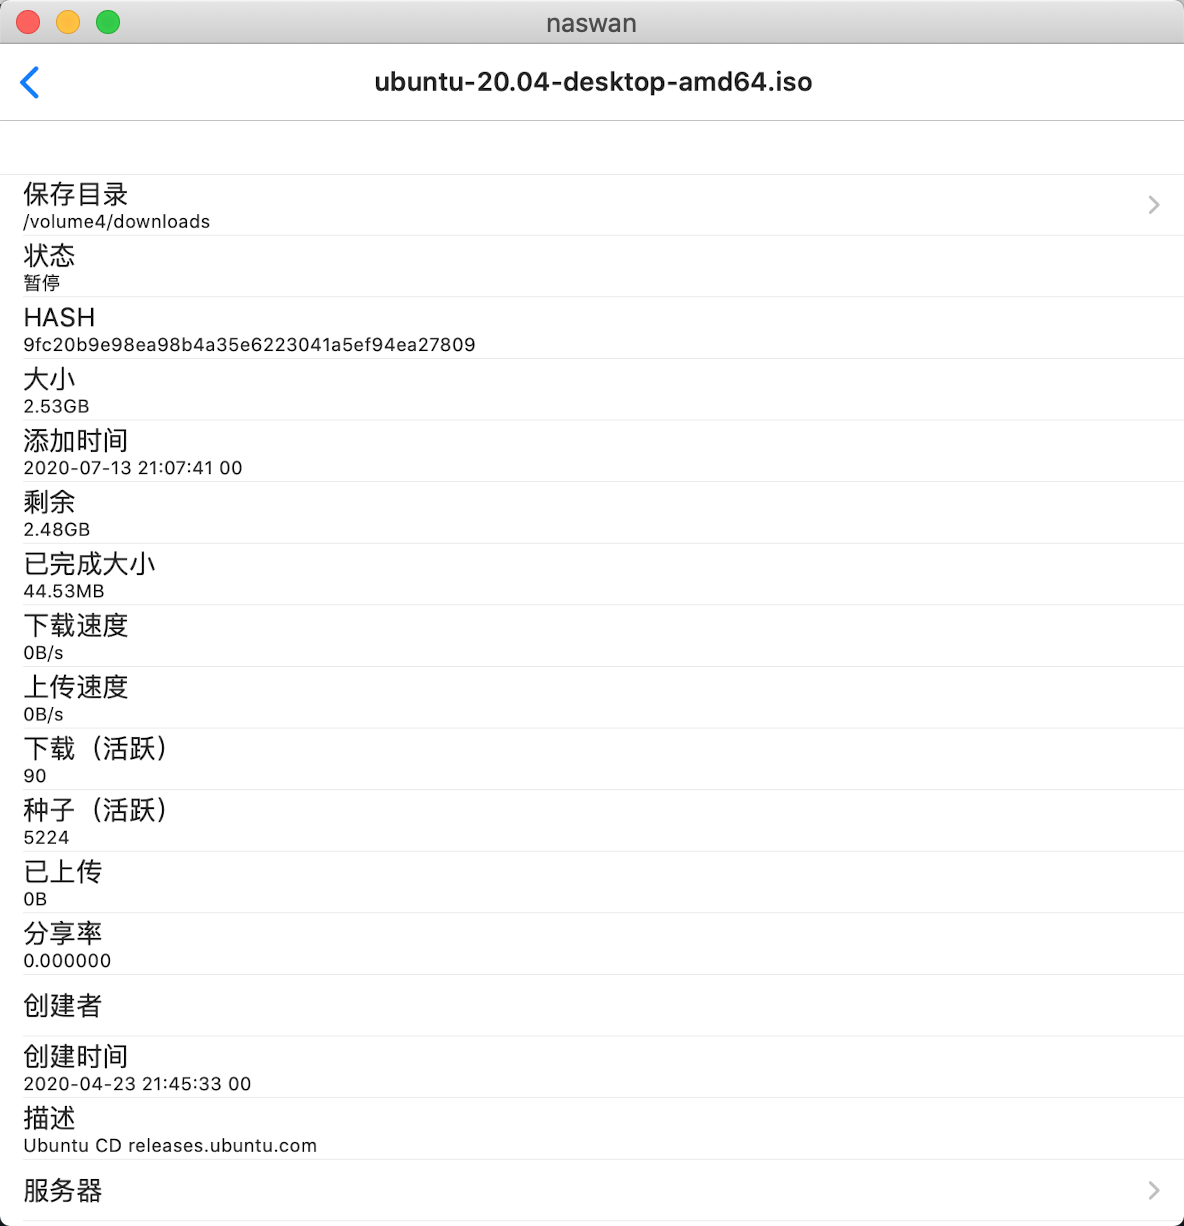 naswan
ubuntu-20.04-desktop-amd64.iso
保存目录
/volume4/downloads
状态
暂停
HASH
9fc20b9e98ea98b4a35e6223041a5ef94ea27809
大小
2.53GB
添加时间
2020-07-13 21:07:41 00
剩余
2.48GB
已完成大小
44.53MB
下载速度
0B/s
上传速度
0B/s
下载（活跃）
90
种子（活跃）
5224
已上传
0B
分享率
0.000000
创建者
创建时间
2020-04-23 21:45:33 00
描述
Ubuntu CD releases.ubuntu.com
服务器